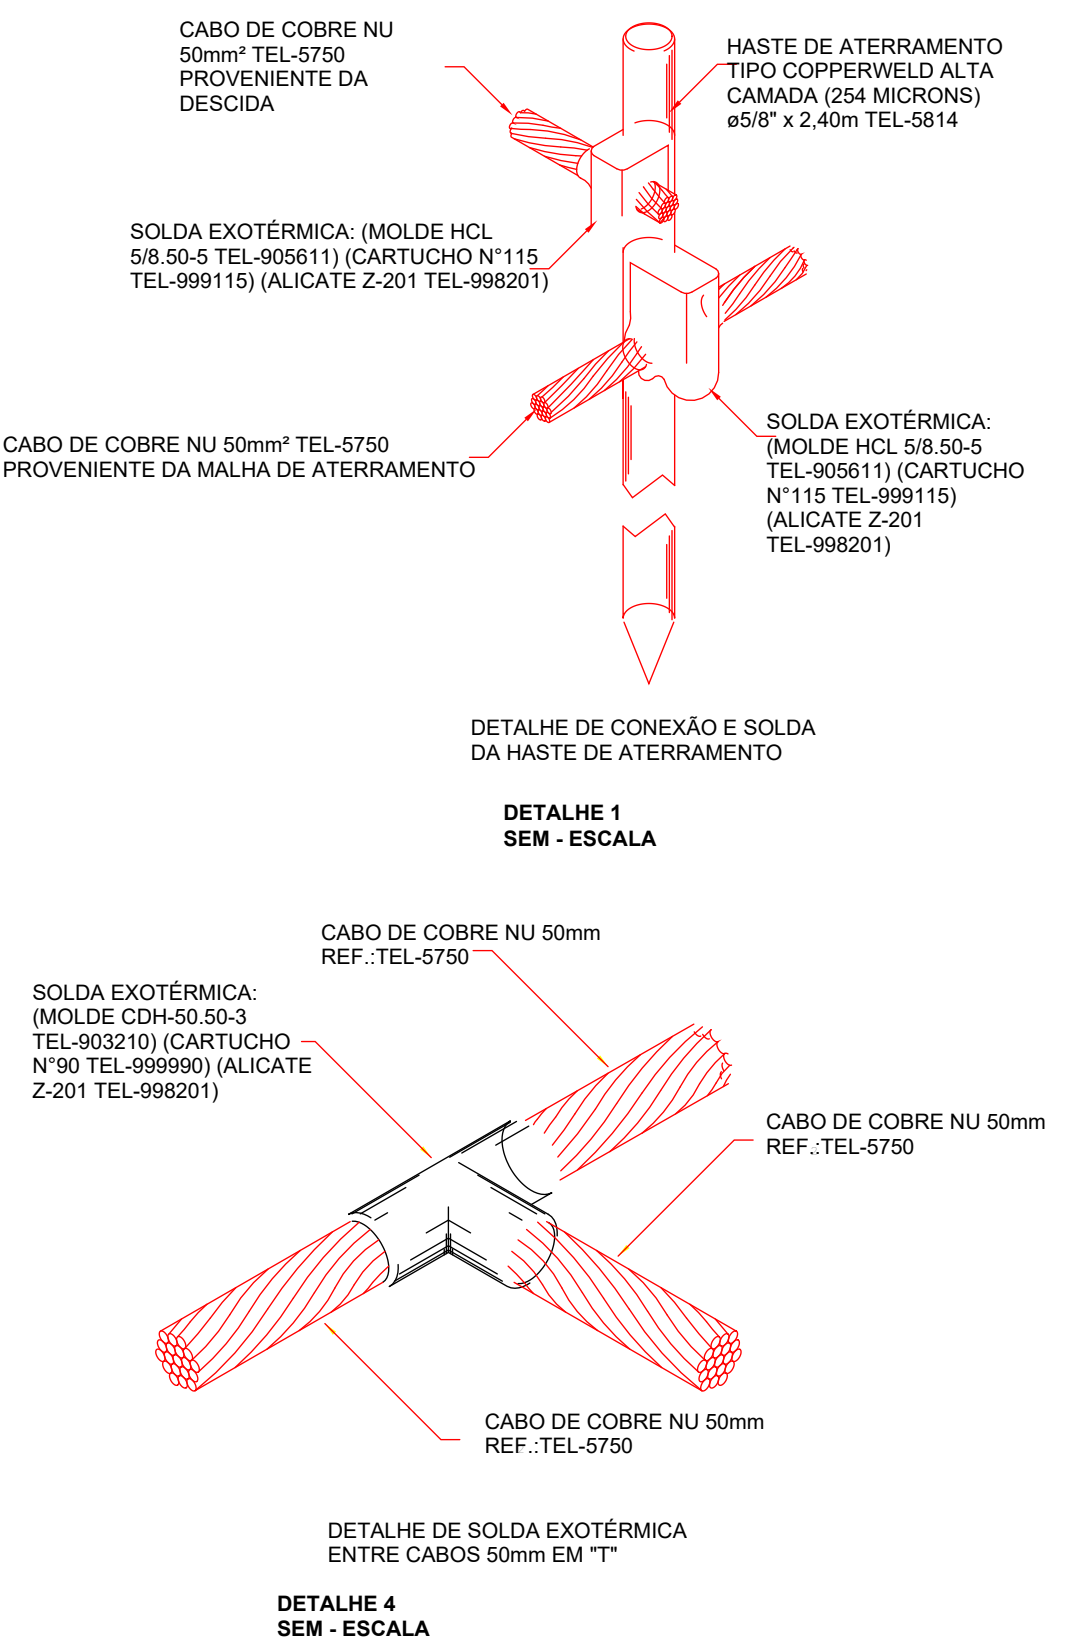 CABO DE COBRE NU
50mm² TEL-5750
PROVENIENTE DA
DESCIDA
HASTE DE ATERRAMENTO
TIPO COPPERWELD ALTA
CAMADA (254 MICRONS)
ø5/8" x 2,40m TEL-5814
SOLDA EXOTÉRMICA: (MOLDE HCL
5/8.50-5 TEL-905611) (CARTUCHO N°115
TEL-999115) (ALICATE Z-201 TEL-998201)
CABO DE COBRE NU 50mm² TEL-5750
PROVENIENTE DA MALHA DE ATERRAMENTO
SOLDA EXOTÉRMICA:
(MOLDE HCL 5/8.50-5
TEL-905611) (CARTUCHO
N°115 TEL-999115)
(ALICATE Z-201
TEL-998201)
DETALHE DE CONEXÃO E SOLDA
DA HASTE DE ATERRAMENTO
DETALHE 1
SEM - ESCALA
CABO DE COBRE NU 50mm
REF.:TEL-5750
SOLDA EXOTÉRMICA:
(MOLDE CDH-50.50-3
TEL-903210) (CARTUCHO
N°90 TEL-999990) (ALICATE
Z-201 TEL-998201)
CABO DE COBRE NU 50mm
REF.:TEL-5750
CABO DE COBRE NU 50mm
REF.:TEL-5750
DETALHE DE SOLDA EXOTÉRMICA
ENTRE CABOS 50mm EM "T"
DETALHE 4
SEM - ESCALA